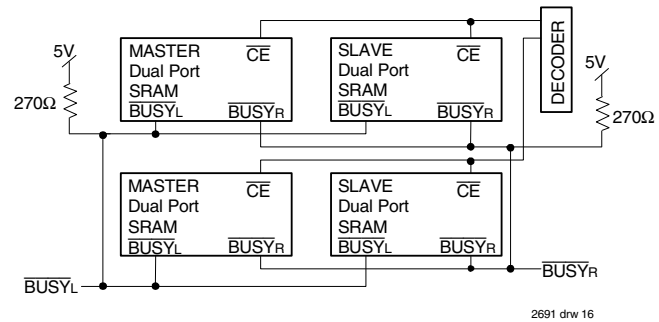 5V
270Ω
MASTER
Dual Port
SRAM
BUSYL BUSYR
CE
SLAVE
Dual Port
SRAM
BUSYL BUSYR
CE
DECODER
5V
270Ω
MASTER
Dual Port
SRAM
BUSYL BUSYR
CE
SLAVE
Dual Port
SRAM
BUSYL BUSYR
CE
BUSYL
BUSYR
2691 drw 16